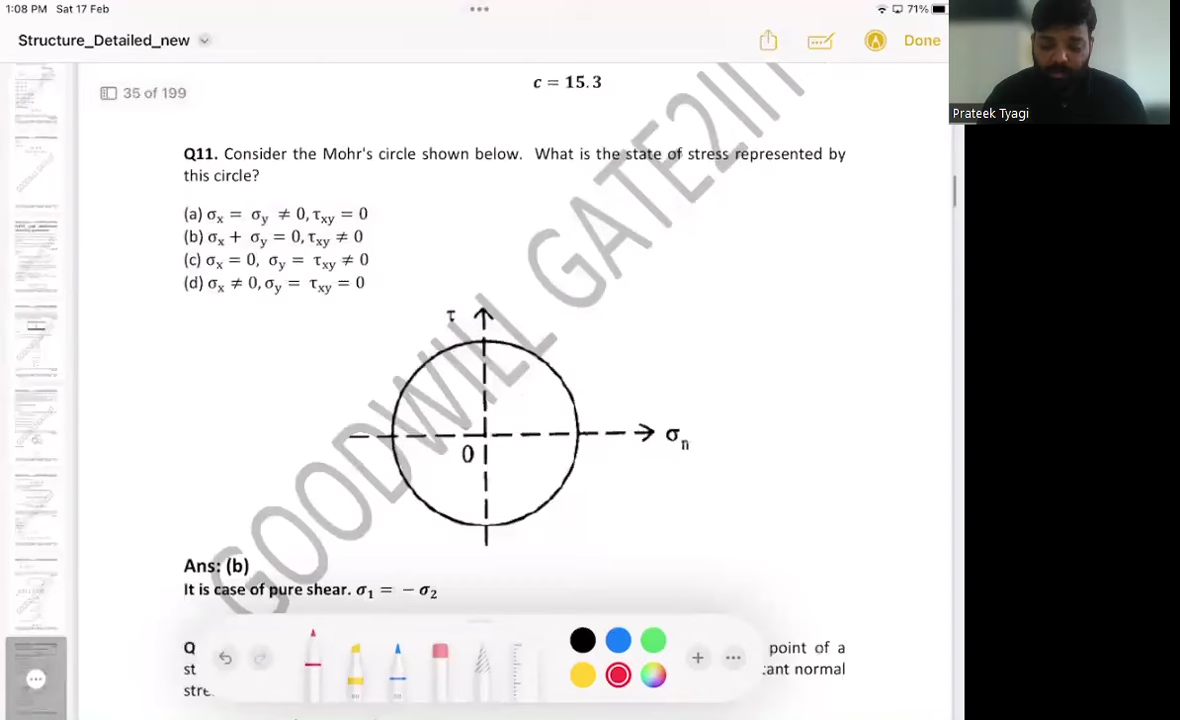 1:08 PM Sat 17 Feb
71%
Structure_Detailed_new
Done
Prateek Tyagi
35 of 199
c = 15.3
Q11. Consider the Mohr's circle shown below. What is the state of stress represented by
this circle?
(a) σx = σy ≠ 0, τxy = 0
(b) σx + σy = 0, τxy ≠ 0
(c) σx = 0, σy = τxy ≠ 0
(d) σx ≠ 0, σy = τxy = 0
τ
0
σn
GOODWILL GATE2IIT
Ans: (b)
It is case of pure shear. σ1 = − σ2
Q
point of a
st
tant normal
stre